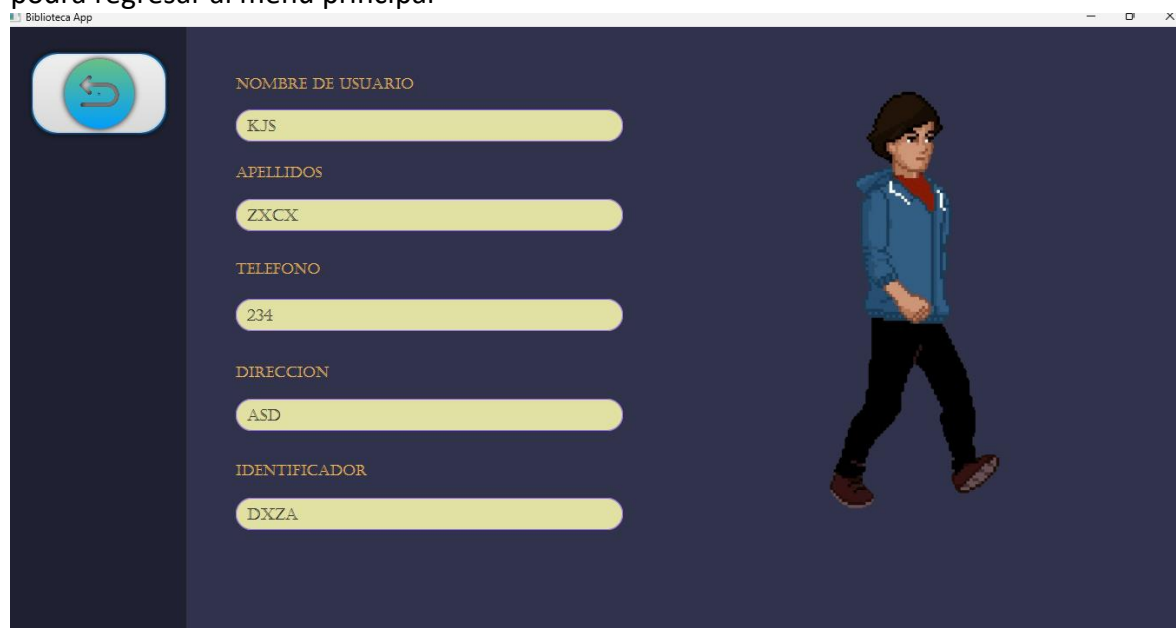 podrá regresar al menú principal
Biblioteca App
NOMBRE DE USUARIO
KJS
APELLIDOS
ZXCX
TELEFONO
234
DIRECCION
ASD
IDENTIFICADOR
DXZA